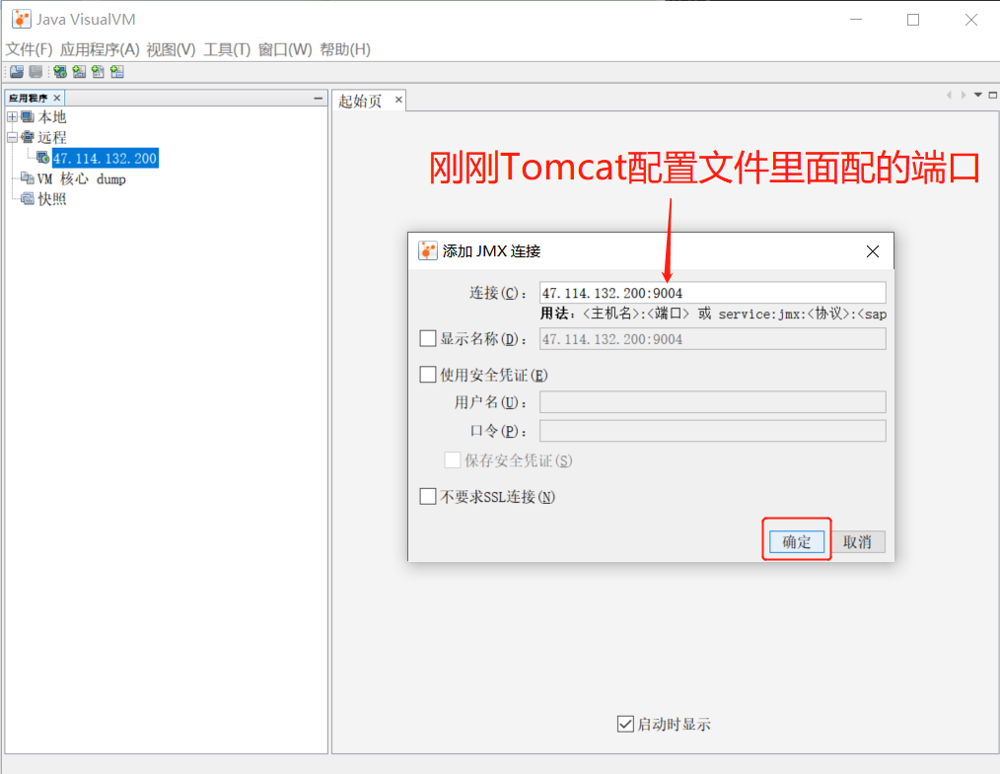 Java VisualVM
文件(F) 应用程序(A) 视图(V) 工具(T) 窗口(W) 帮助(H)
应用程序
本地
远程
47.114.132.200
VM 核心 dump
快照
起始页
刚刚Tomcat配置文件里面配的端口
添加 JMX 连接
连接(C): 47.114.132.200:9004
用法: <主机名>:<端口> 或 service:jmx:<协议>:<sap
显示名称(D): 47.114.132.200:9004
使用安全凭证(E)
用户名(U):
口令(P):
保存安全凭证(S)
不要求SSL连接(N)
确定 取消
启动时显示